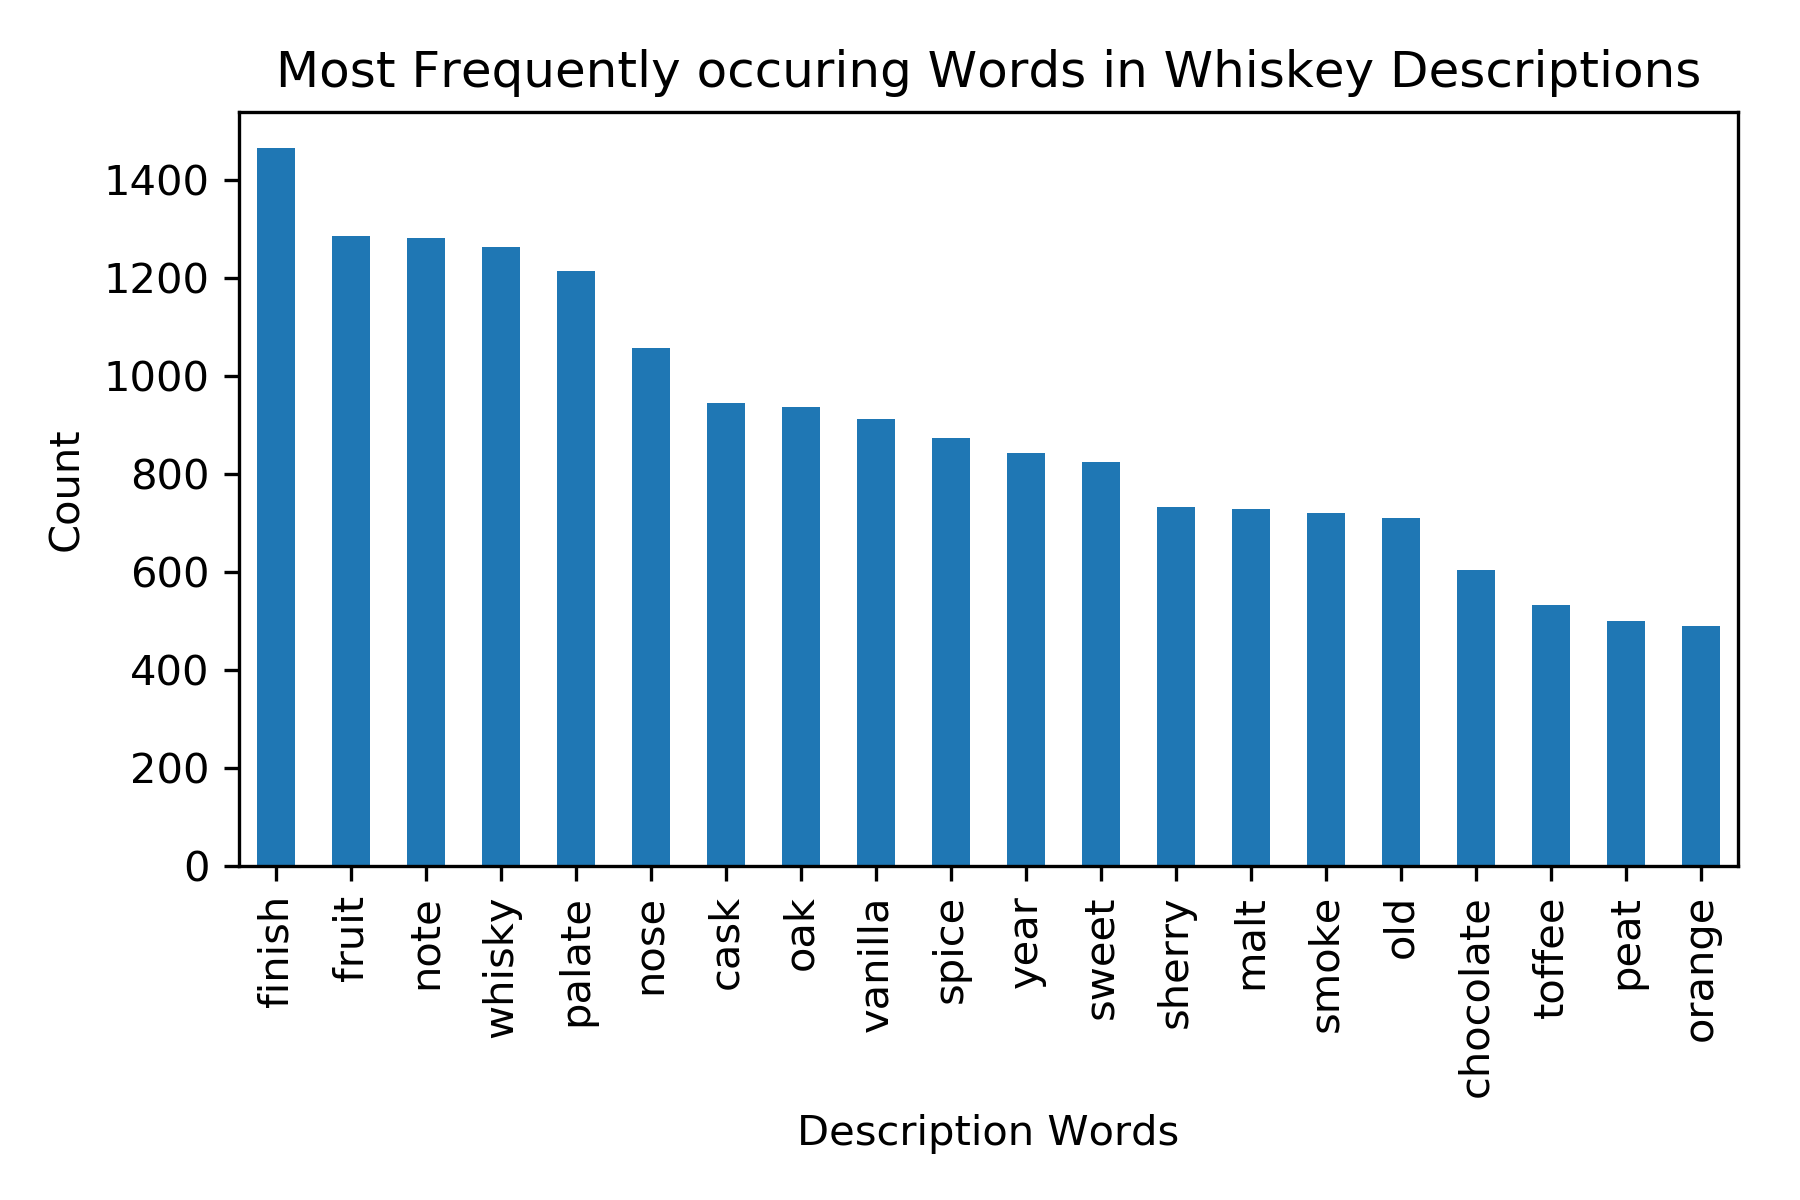 Most Frequently occuring Words in Whiskey Descriptions
1400
1200
1000
800
600
400
200
0
Count
finish
fruit
note
whisky
palate
nose
cask
oak
vanilla
spice
year
sweet
sherry
malt
smoke
old
chocolate
toffee
peat
orange
Description Words